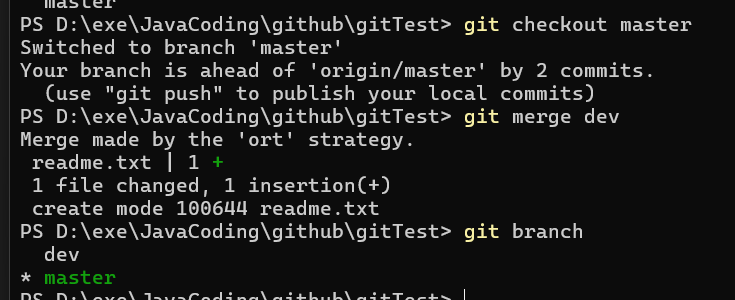 master
PS D:\exe\JavaCoding\github\gitTest> git checkout master
Switched to branch 'master'
Your branch is ahead of 'origin/master' by 2 commits.
  (use "git push" to publish your local commits)
PS D:\exe\JavaCoding\github\gitTest> git merge dev
Merge made by the 'ort' strategy.
 readme.txt | 1 +
 1 file changed, 1 insertion(+)
 create mode 100644 readme.txt
PS D:\exe\JavaCoding\github\gitTest> git branch
  dev
* master
PS D:\exe\JavaCoding\github\gitTest>